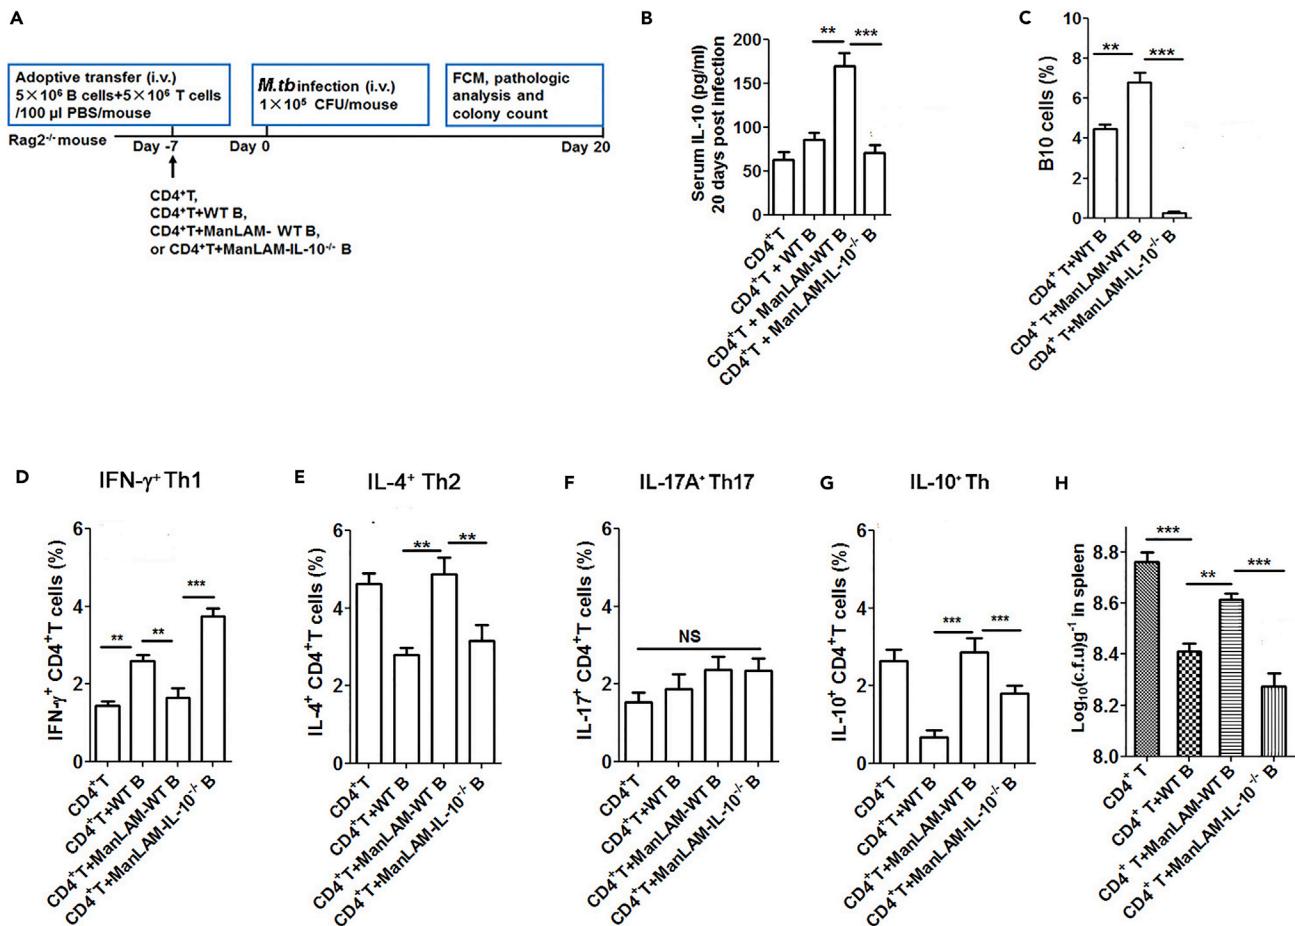 A
Adoptive transfer (i.v.)
5×10⁶ B cells+5×10⁶ T cells
/100 µl PBS/mouse
M.tb infection (i.v.)
1×10⁵ CFU/mouse
FCM, pathologic
analysis and
colony count
Rag2⁻/⁻ mouse
Day -7
Day 0
Day 20
CD4⁺T,
CD4⁺T+WT B,
CD4⁺T+ManLAM- WT B,
or CD4⁺T+ManLAM-IL-10⁻/⁻ B
B
Serum IL-10 (pg/ml)
20 days post infection
200
150
100
50
0
**
***
CD4⁺T
CD4⁺T + WT B
CD4⁺T + ManLAM-WT B
CD4⁺T + ManLAM-IL-10⁻/⁻ B
C
B10 cells (%)
10
8
6
4
2
0
**
***
CD4⁺ T+WT B
CD4⁺ T+ManLAM-WT B
CD4⁺ T+ManLAM-IL-10⁻/⁻ B
D
IFN-γ⁺ Th1
IFN-γ⁺ CD4⁺T cells (%)
6
4
2
0
**
**
***
CD4⁺T
CD4⁺T+WT B
CD4⁺T+ManLAM-WT B
CD4⁺T+ManLAM-IL-10⁻/⁻ B
E
IL-4⁺ Th2
IL-4⁺ CD4⁺T cells (%)
6
4
2
0
**
**
CD4⁺T
CD4⁺T+WT B
CD4⁺T+ManLAM-WT B
CD4⁺T+ManLAM-IL-10⁻/⁻ B
F
IL-17A⁺ Th17
IL-17⁺ CD4⁺T cells (%)
6
4
2
0
NS
CD4⁺T
CD4⁺T+WT B
CD4⁺T+ManLAM-WT B
CD4⁺T+ManLAM-IL-10⁻/⁻ B
G
IL-10⁺ Th
IL-10⁺ CD4⁺T cells (%)
6
4
2
0
***
***
CD4⁺T
CD4⁺T+WT B
CD4⁺T+ManLAM-WT B
CD4⁺T+ManLAM-IL-10⁻/⁻ B
H
Log₁₀(c.f.u)g⁻¹ in spleen
8.8
8.6
8.4
8.2
8.0
***
**
***
CD4⁺ T
CD4⁺ T+WT B
CD4⁺ T+ManLAM-WT B
CD4⁺ T+ManLAM-IL-10⁻/⁻ B